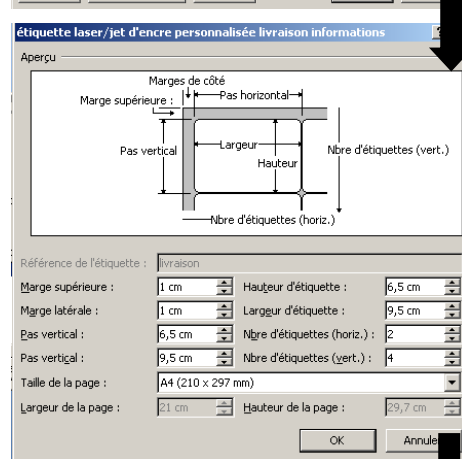 étiquette laser/jet d'encre personnalisée livraison informations
Aperçu
Marges de côté
Marge supérieure : Pas horizontal
Pas vertical Largeur Nbre d'étiquettes (vert.)
Hauteur
Nbre d'étiquettes (horiz.)
Référence de l'étiquette : livraison
Marge supérieure : 1 cm Hauteur d'étiquette : 6,5 cm
Marge latérale : 1 cm Largeur d'étiquette : 9,5 cm
Pas vertical : 6,5 cm Nbre d'étiquettes (horiz.) : 2
Pas vertical : 9,5 cm Nbre d'étiquettes (vert.) : 4
Taille de la page : A4 (210 x 297 mm)
Largeur de la page : 21 cm Hauteur de la page : 29,7 cm
OK Annule